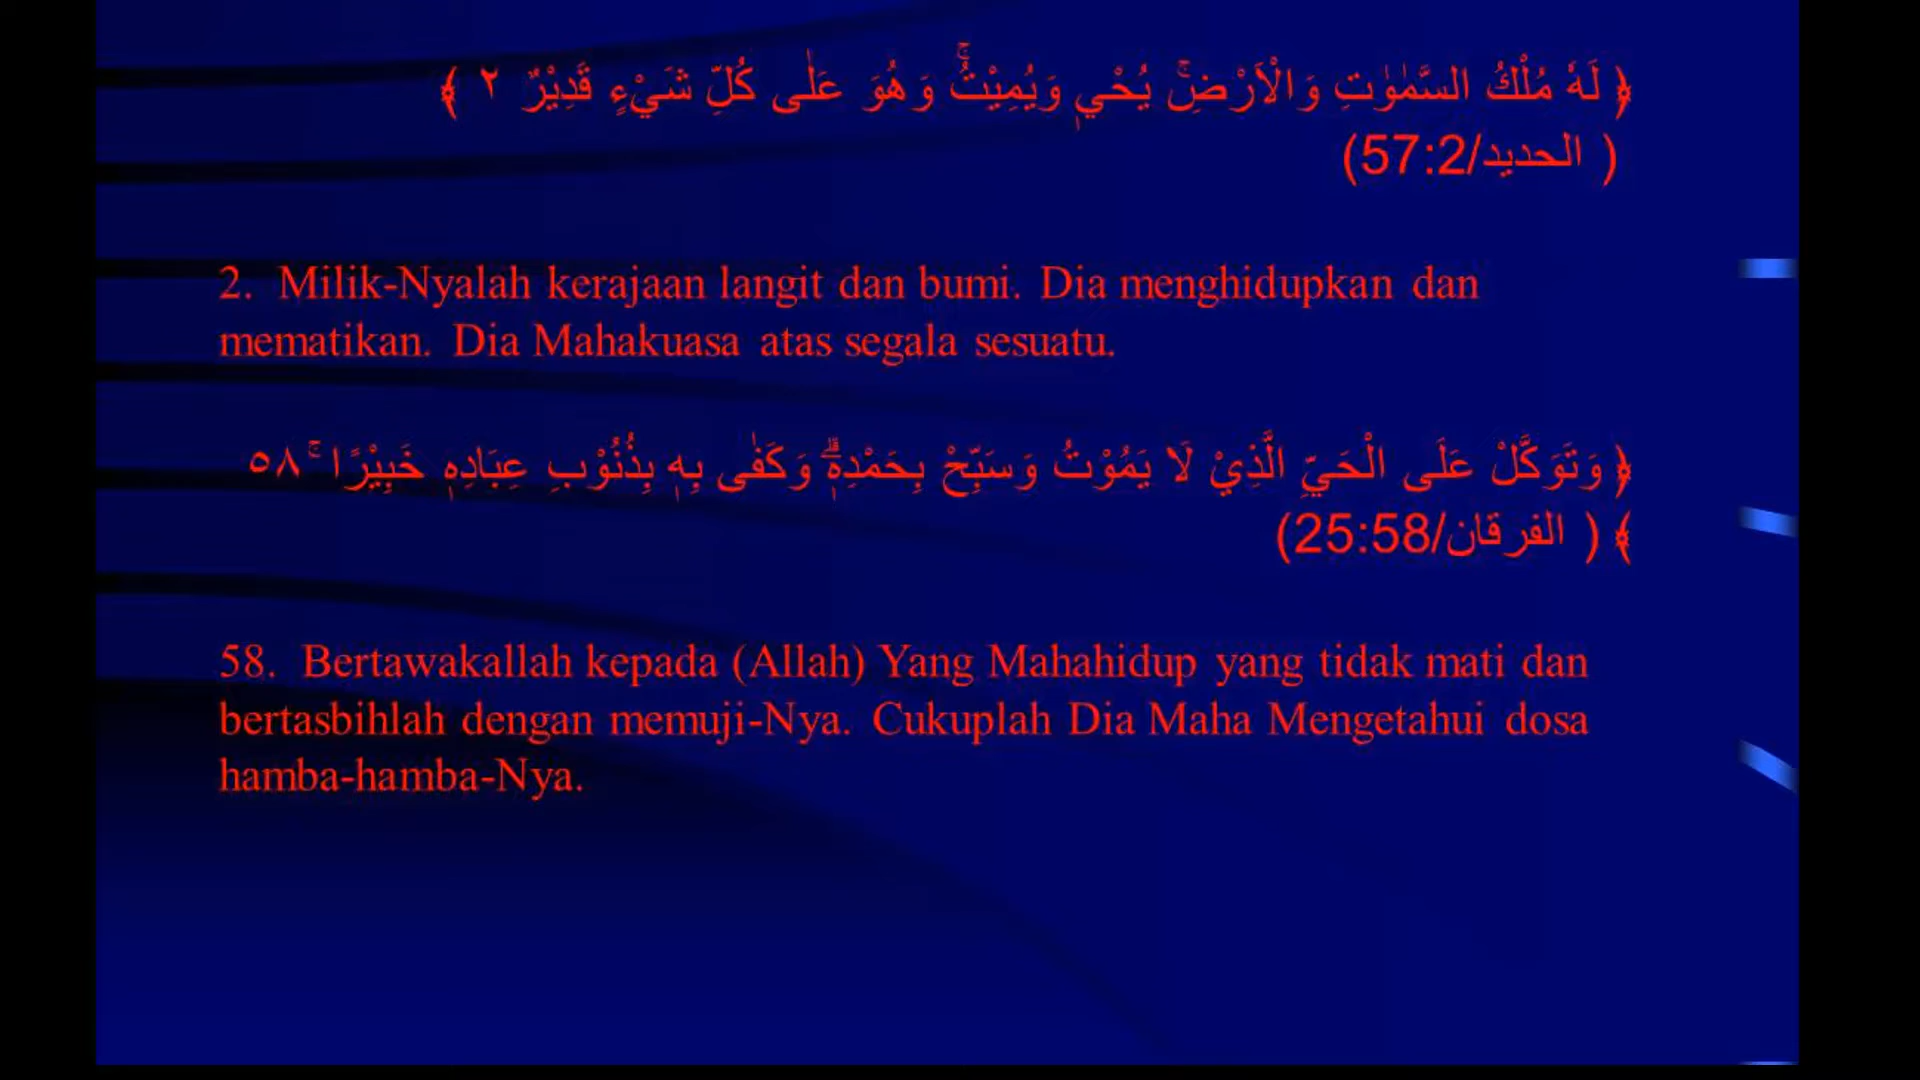 ﴿ لَهٗ مُلْكُ السَّمٰوٰتِ وَالْاَرْضِۚ يُحْيٖ وَيُمِيْتُۚ وَهُوَ عَلٰى كُلِّ شَيْءٍ قَدِيْرٌ ٢ ﴾
( الحديد/57:2)
2. Milik-Nyalah kerajaan langit dan bumi. Dia menghidupkan dan
mematikan. Dia Mahakuasa atas segala sesuatu.
﴿ وَتَوَكَّلْ عَلَى الْحَيِّ الَّذِيْ لَا يَمُوْتُ وَسَبِّحْ بِحَمْدِهٖۗ وَكَفٰى بِهٖ بِذُنُوْبِ عِبَادِهٖ خَبِيْرًا ۚ ٥٨
﴾ ( الفرقان/25:58)
58. Bertawakallah kepada (Allah) Yang Mahahidup yang tidak mati dan
bertasbihlah dengan memuji-Nya. Cukuplah Dia Maha Mengetahui dosa
hamba-hamba-Nya.